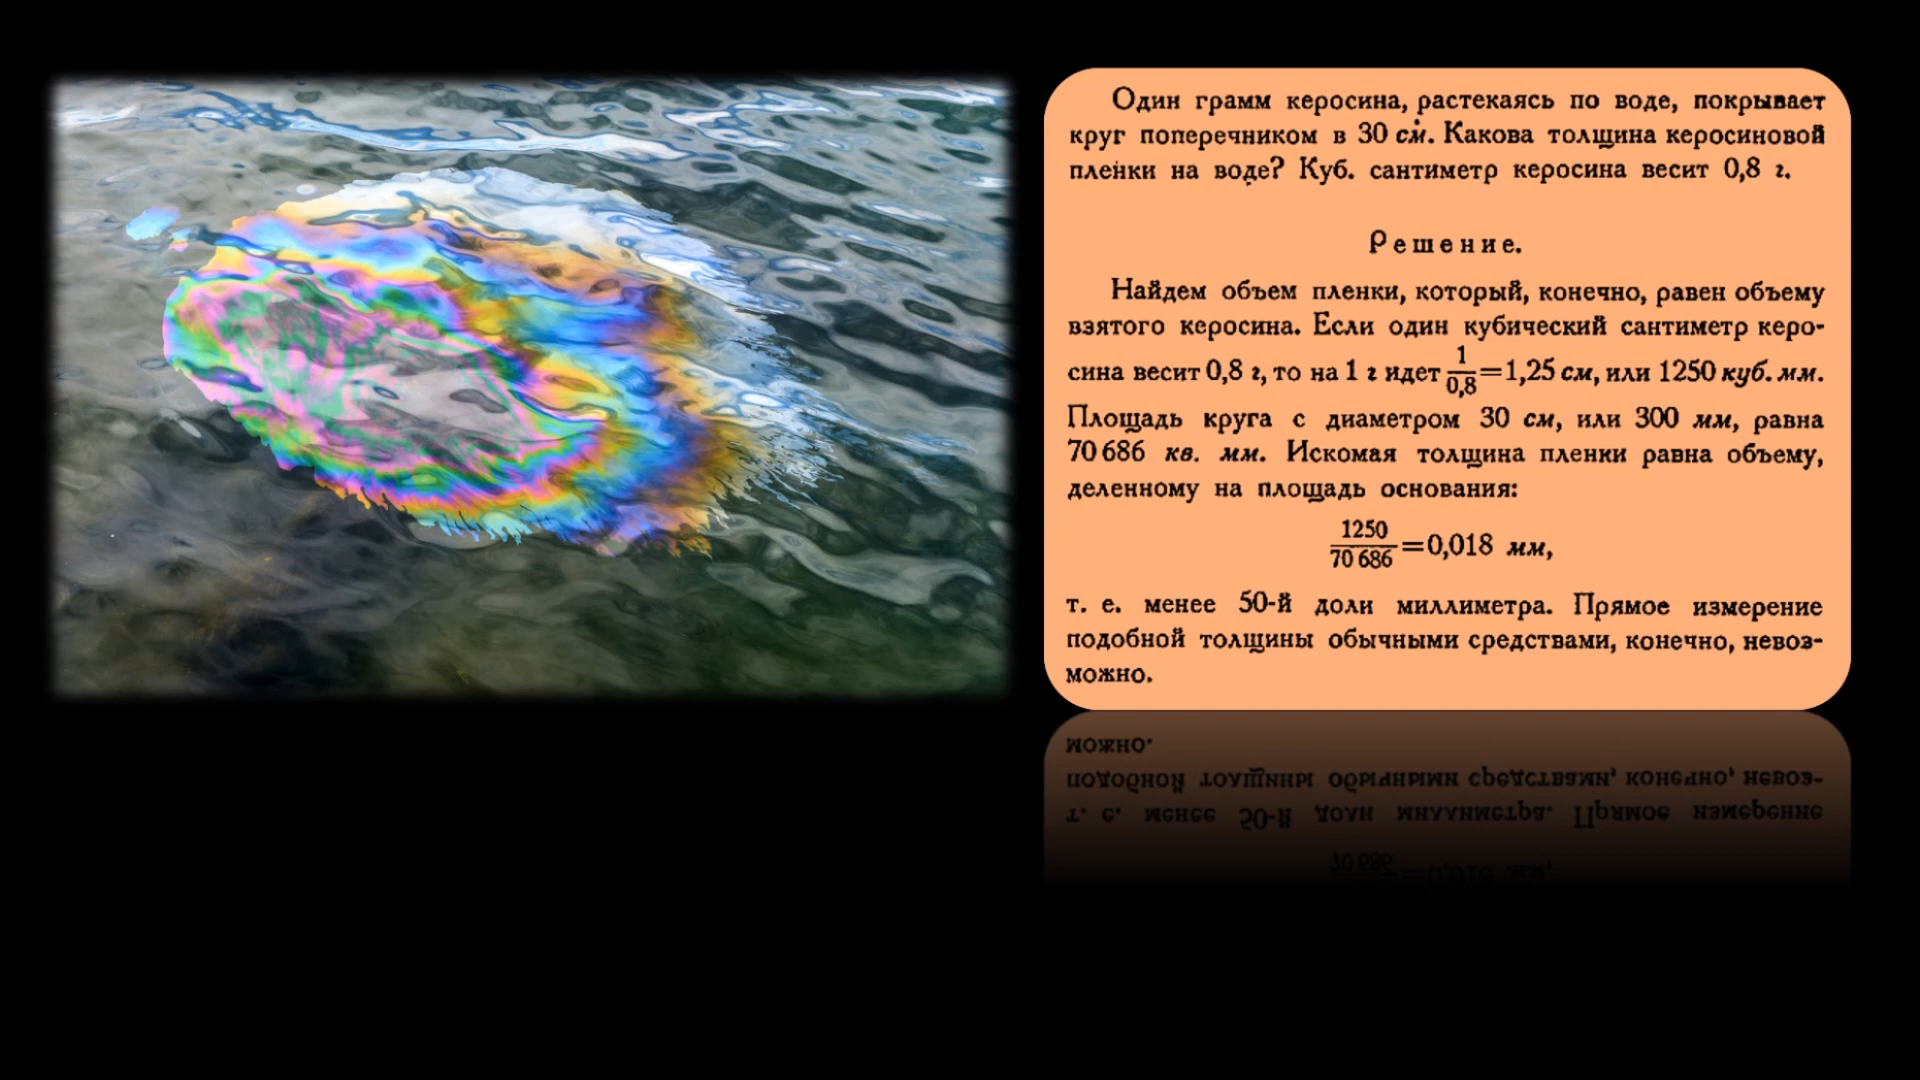 Один грамм керосина, растекаясь по воде, покрывает
круг поперечником в 30 см. Какова толщина керосиновой
пленки на воде? Куб. сантиметр керосина весит 0,8 г.
Решение.
Найдем объем пленки, который, конечно, равен объему
взятого керосина. Если один кубический сантиметр керо-
сина весит 0,8 г, то на 1 г идет 1/0,8=1,25 см, или 1250 куб. мм.
Площадь круга с диаметром 30 см, или 300 мм, равна
70 686 кв. мм. Искомая толщина пленки равна объему,
деленному на площадь основания:
1250/70 686=0,018 мм,
т. е. менее 50-й доли миллиметра. Прямое измерение
подобной толщины обычными средствами, конечно, невоз-
можно.